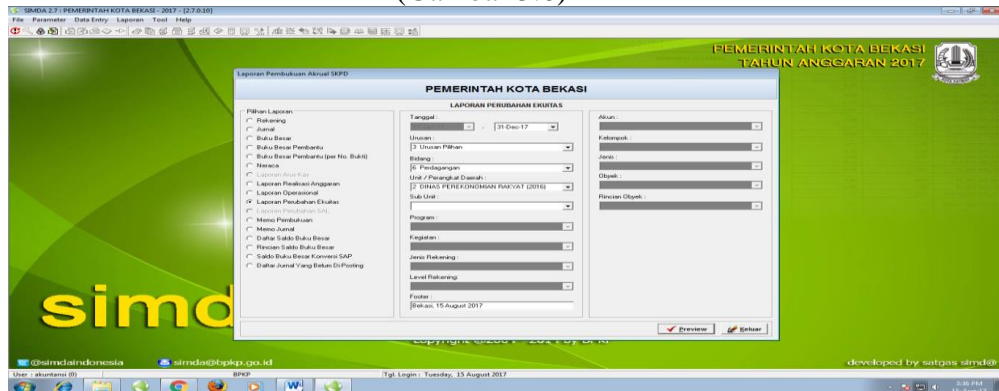 SIMDA 2.7 : PEMERINTAH KOTA BEKASI - 2017 - [2.7.0.10]
File Parameter Data Entry Laporan Tool Help
PEMERINTAH KOTA BEKASI
TAHUN ANGGARAN 2017
Laporan Pembukuan Akrual SKPD
PEMERINTAH KOTA BEKASI
LAPORAN PERUBAHAN EKUITAS
Pilihan Laporan
Rekening
Jurnal
Buku Besar
Buku Besar Pembantu
Buku Besar Pembantu (per No. Bukti)
Neraca
Laporan Arus Kas
Laporan Realisasi Anggaran
Laporan Operasional
Laporan Perubahan Ekuitas
Laporan Perubahan SAL
Memo Pembukuan
Memo Jurnal
Daftar Saldo Buku Besar
Rincian Saldo Buku Besar
Saldo Buku Besar Konversi SAP
Daftar Jurnal Yang Belum Di-Posting
Tanggal :
- 31-Dec-17
Urusan :
3 Urusan Pilihan
Bidang :
6 Perdagangan
Unit / Perangkat Daerah :
2 DINAS PEREKONOMIAN RAKYAT (2016)
Sub Unit :
Program :
Kegiatan :
Jenis Rekening :
Level Rekening:
Footer :
Bekasi, 15 August 2017
Akun :
Kelompok :
Jenis :
Obyek :
Rincian Obyek :
Preview Keluar
simd
@simdaindonesia simda@bpkp.go.id
developed by satgas simd@
User : akuntansi (0) BPKP Tgl. Login : Tuesday, 15 August 2017
3:35 PM